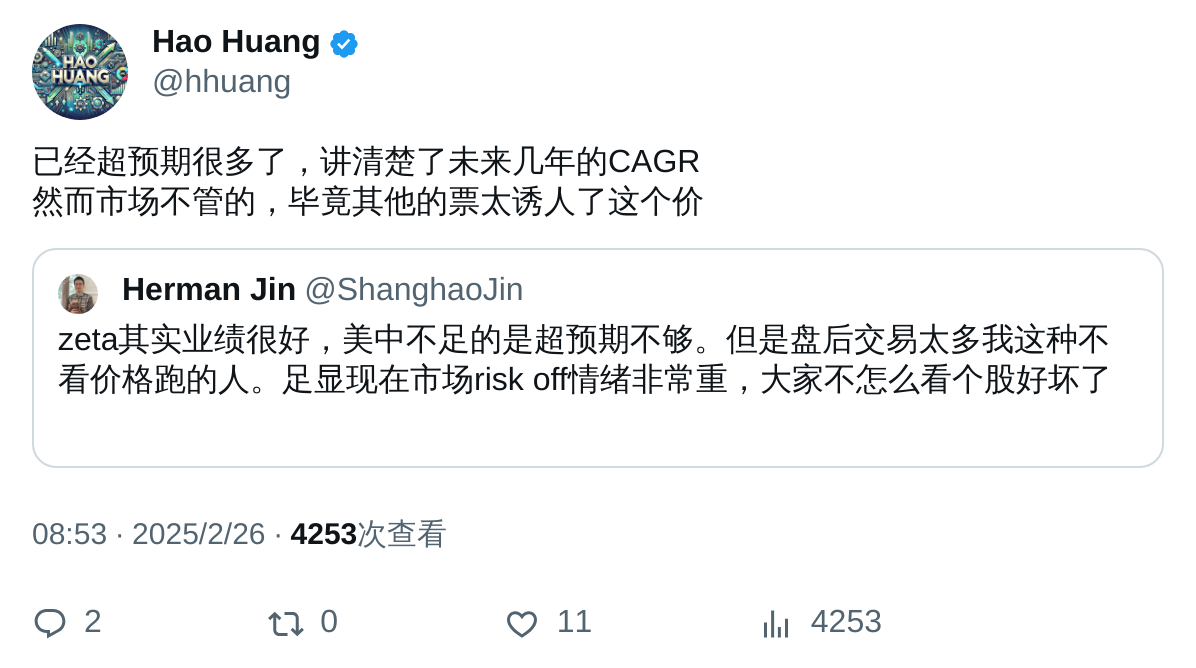 HAO
HUANG
Hao Huang
@hhuang
已经超预期很多了，讲清楚了未来几年的CAGR
然而市场不管的，毕竟其他的票太诱人了这个价
Herman Jin @ShanghaoJin
zeta其实业绩很好，美中不足的是超预期不够。但是盘后交易太多我这种不
看价格跑的人。足显现在市场risk off情绪非常重，大家不怎么看个股好坏了
08:53 · 2025/2/26 · 4253次查看
2 0 11 4253